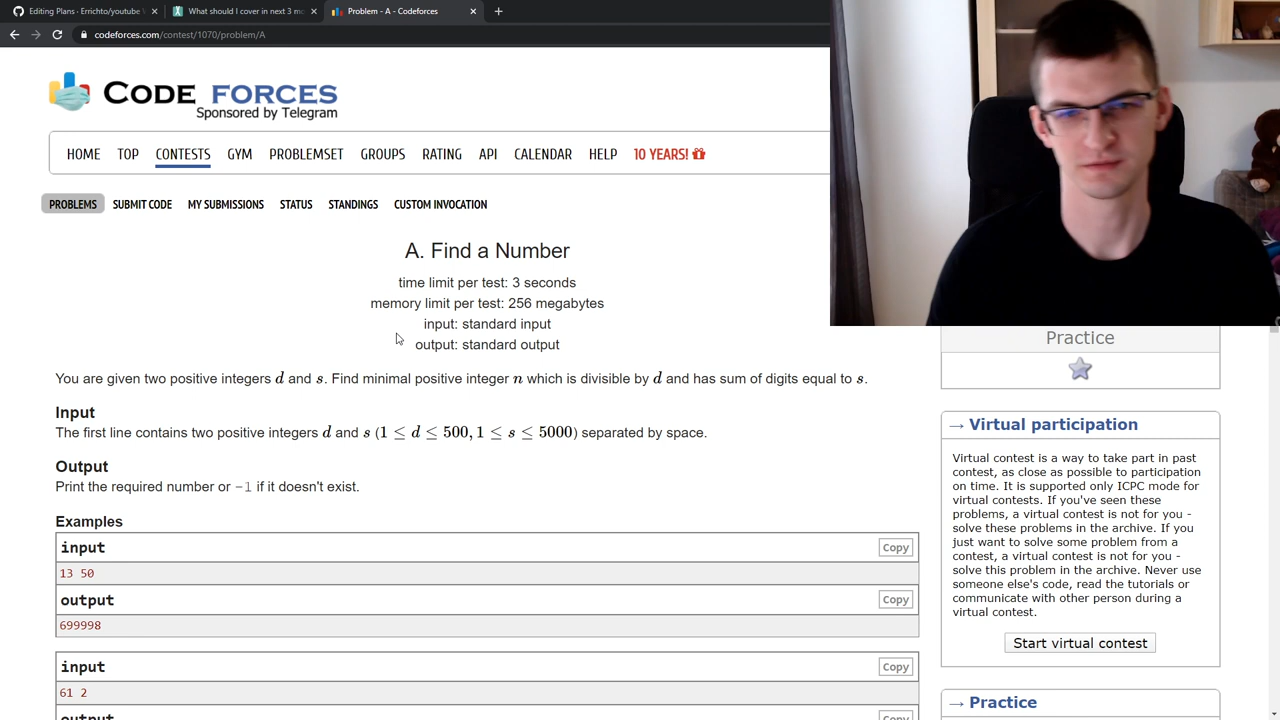 Editing Plans · Errichto/youtube
What should I cover in next 3 mo
Problem - A - Codeforces
codeforces.com/contest/1070/problem/A
CODE FORCES
Sponsored by Telegram
HOME TOP CONTESTS GYM PROBLEMSET GROUPS RATING API CALENDAR HELP 10 YEARS!
PROBLEMS SUBMIT CODE MY SUBMISSIONS STATUS STANDINGS CUSTOM INVOCATION
A. Find a Number
time limit per test: 3 seconds
memory limit per test: 256 megabytes
input: standard input
output: standard output
You are given two positive integers d and s. Find minimal positive integer n which is divisible by d and has sum of digits equal to s.
Input
The first line contains two positive integers d and s (1 ≤ d ≤ 500, 1 ≤ s ≤ 5000) separated by space.
Output
Print the required number or -1 if it doesn't exist.
Examples
input
Copy
13 50
output
Copy
699998
input
Copy
61 2
output
Copy
Practice
→ Virtual participation
Virtual contest is a way to take part in past
contest, as close as possible to participation
on time. It is supported only ICPC mode for
virtual contests. If you've seen these
problems, a virtual contest is not for you -
solve these problems in the archive. If you
just want to solve some problem from a
contest, a virtual contest is not for you -
solve this problem in the archive. Never use
someone else's code, read the tutorials or
communicate with other person during a
virtual contest.
Start virtual contest
→ Practice